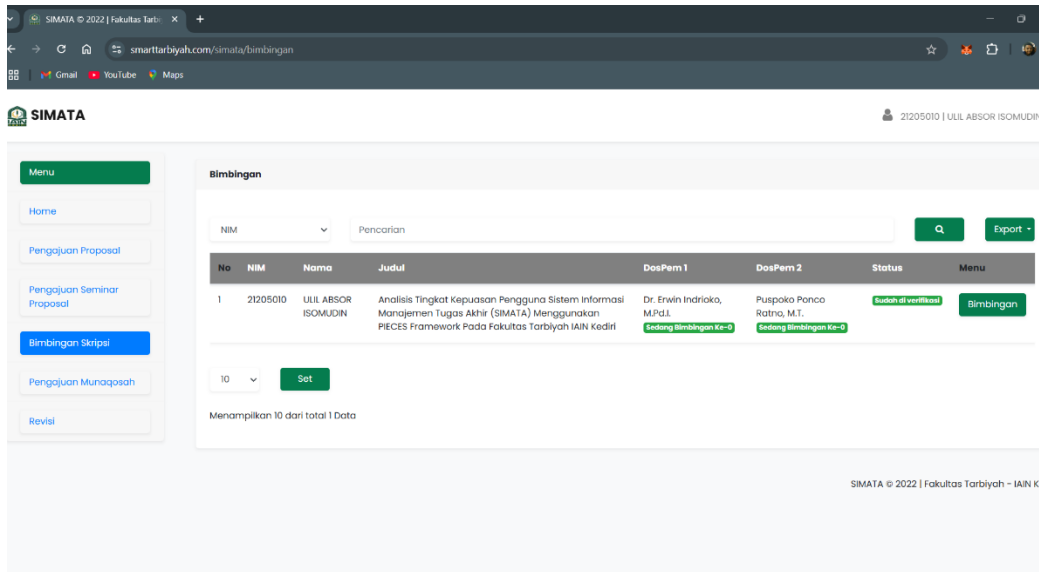 SIMATA © 2022 | Fakultas Tarbi
smarttarbiyah.com/simata/bimbingan
Gmail YouTube Maps
SIMATA
21205010 | ULIL ABSOR ISOMUDIN
Menu
Home
Pengajuan Proposal
Pengajuan Seminar
Proposal
Bimbingan Skripsi
Pengajuan Munaqosah
Revisi
Bimbingan
NIM Pencarian Export
No NIM Nama Judul DosPem 1 DosPem 2 Status Menu
1 21205010 ULIL ABSOR Analisis Tingkat Kepuasan Pengguna Sistem Informasi Dr. Erwin Indrioko, Puspoko Ponco Sudah di verifikasi Bimbingan
ISOMUDIN Manajemen Tugas Akhir (SIMATA) Menggunakan M.Pd.I. Ratno, M.T.
PIECES Framework Pada Fakultas Tarbiyah IAIN Kediri Sedang Bimbingan Ke-0 Sedang Bimbingan Ke-0
10 Set
Menampilkan 10 dari total 1 Data
SIMATA © 2022 | Fakultas Tarbiyah - IAIN K